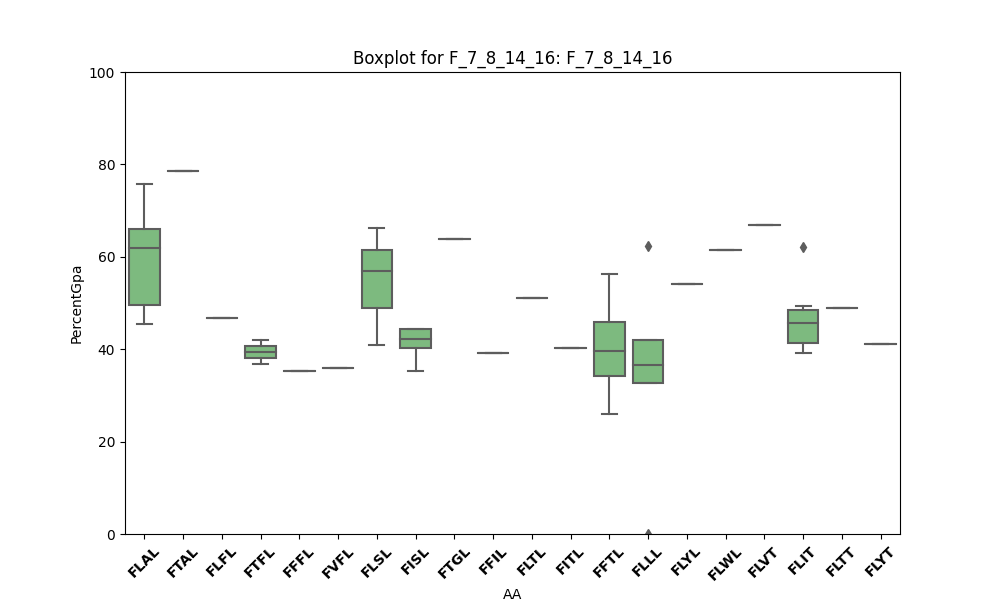 Boxplot for F_7_8_14_16: F_7_8_14_16
100
80
60
40
20
0
PercentGpa
FLAL
FTAL
FLFL
FTFL
FFFL
FVFL
FLSL
FISL
FTGL
FFIL
FLTL
FITL
FFTL
FLLL
FLYL
FLWL
FLVT
FLIT
FLTT
FLYT
AA